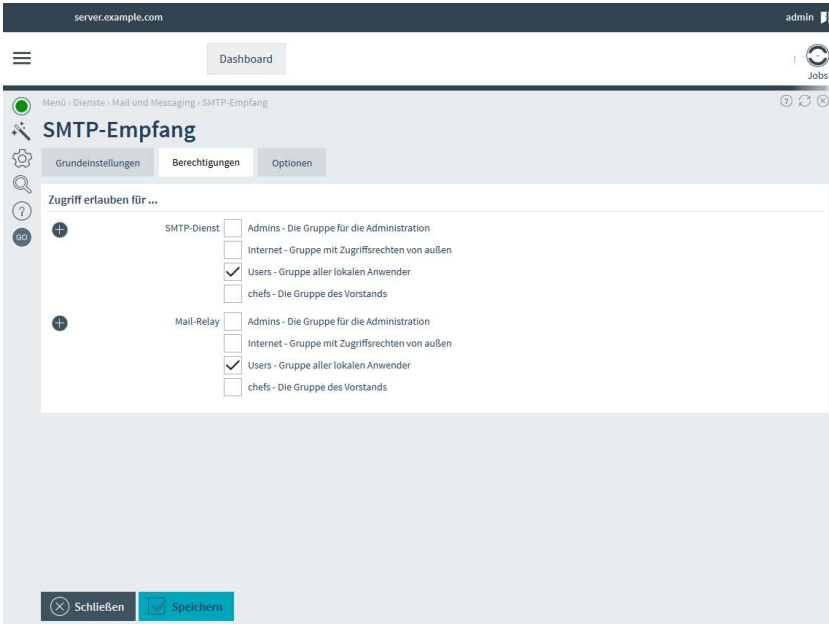 server.example.com admin
Dashboard
Jobs
Menü › Dienste › Mail und Messaging › SMTP-Empfang
SMTP-Empfang
Grundeinstellungen Berechtigungen Optionen
Zugriff erlauben für ...
SMTP-Dienst Admins - Die Gruppe für die Administration
Internet - Gruppe mit Zugriffsrechten von außen
Users - Gruppe aller lokalen Anwender
chefs - Die Gruppe des Vorstands
Mail-Relay Admins - Die Gruppe für die Administration
Internet - Gruppe mit Zugriffsrechten von außen
Users - Gruppe aller lokalen Anwender
chefs - Die Gruppe des Vorstands
GO
Schließen Speichern